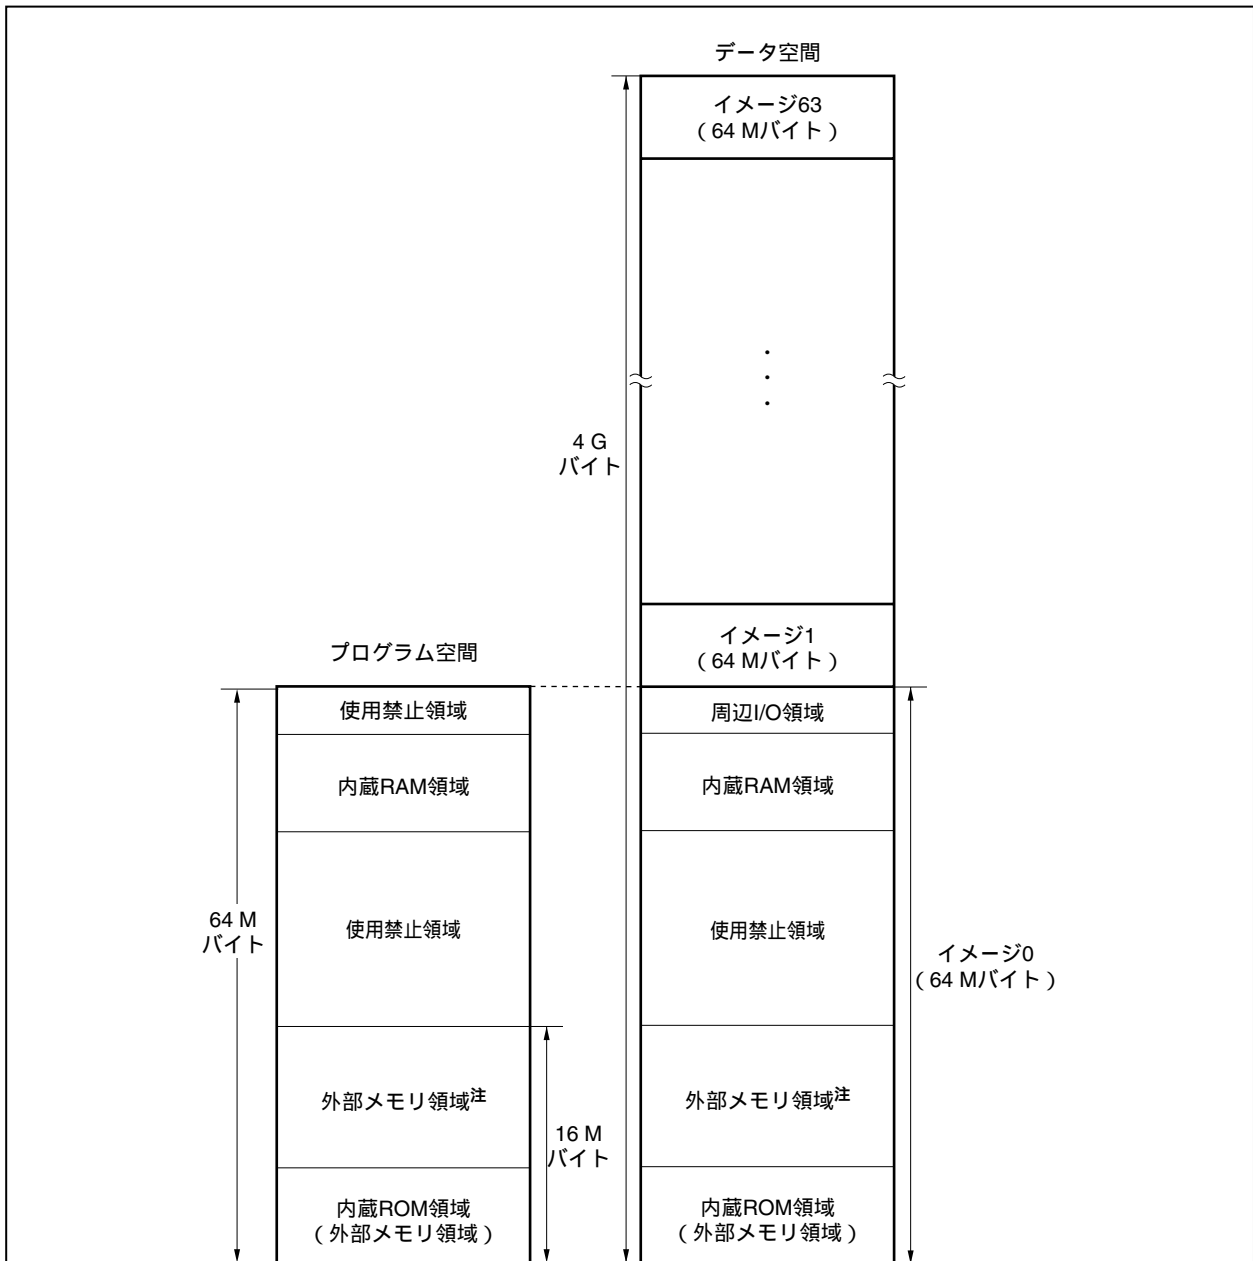 データ空間
イメージ63
（64 Mバイト）
・
・
・
4 G
バイト
イメージ1
（64 Mバイト）
プログラム空間
使用禁止領域
周辺I/O領域
内蔵RAM領域
内蔵RAM領域
64 M
バイト
使用禁止領域
使用禁止領域
イメージ0
（64 Mバイト）
外部メモリ領域注
外部メモリ領域注
16 M
バイト
内蔵ROM領域
（外部メモリ領域）
内蔵ROM領域
（外部メモリ領域）